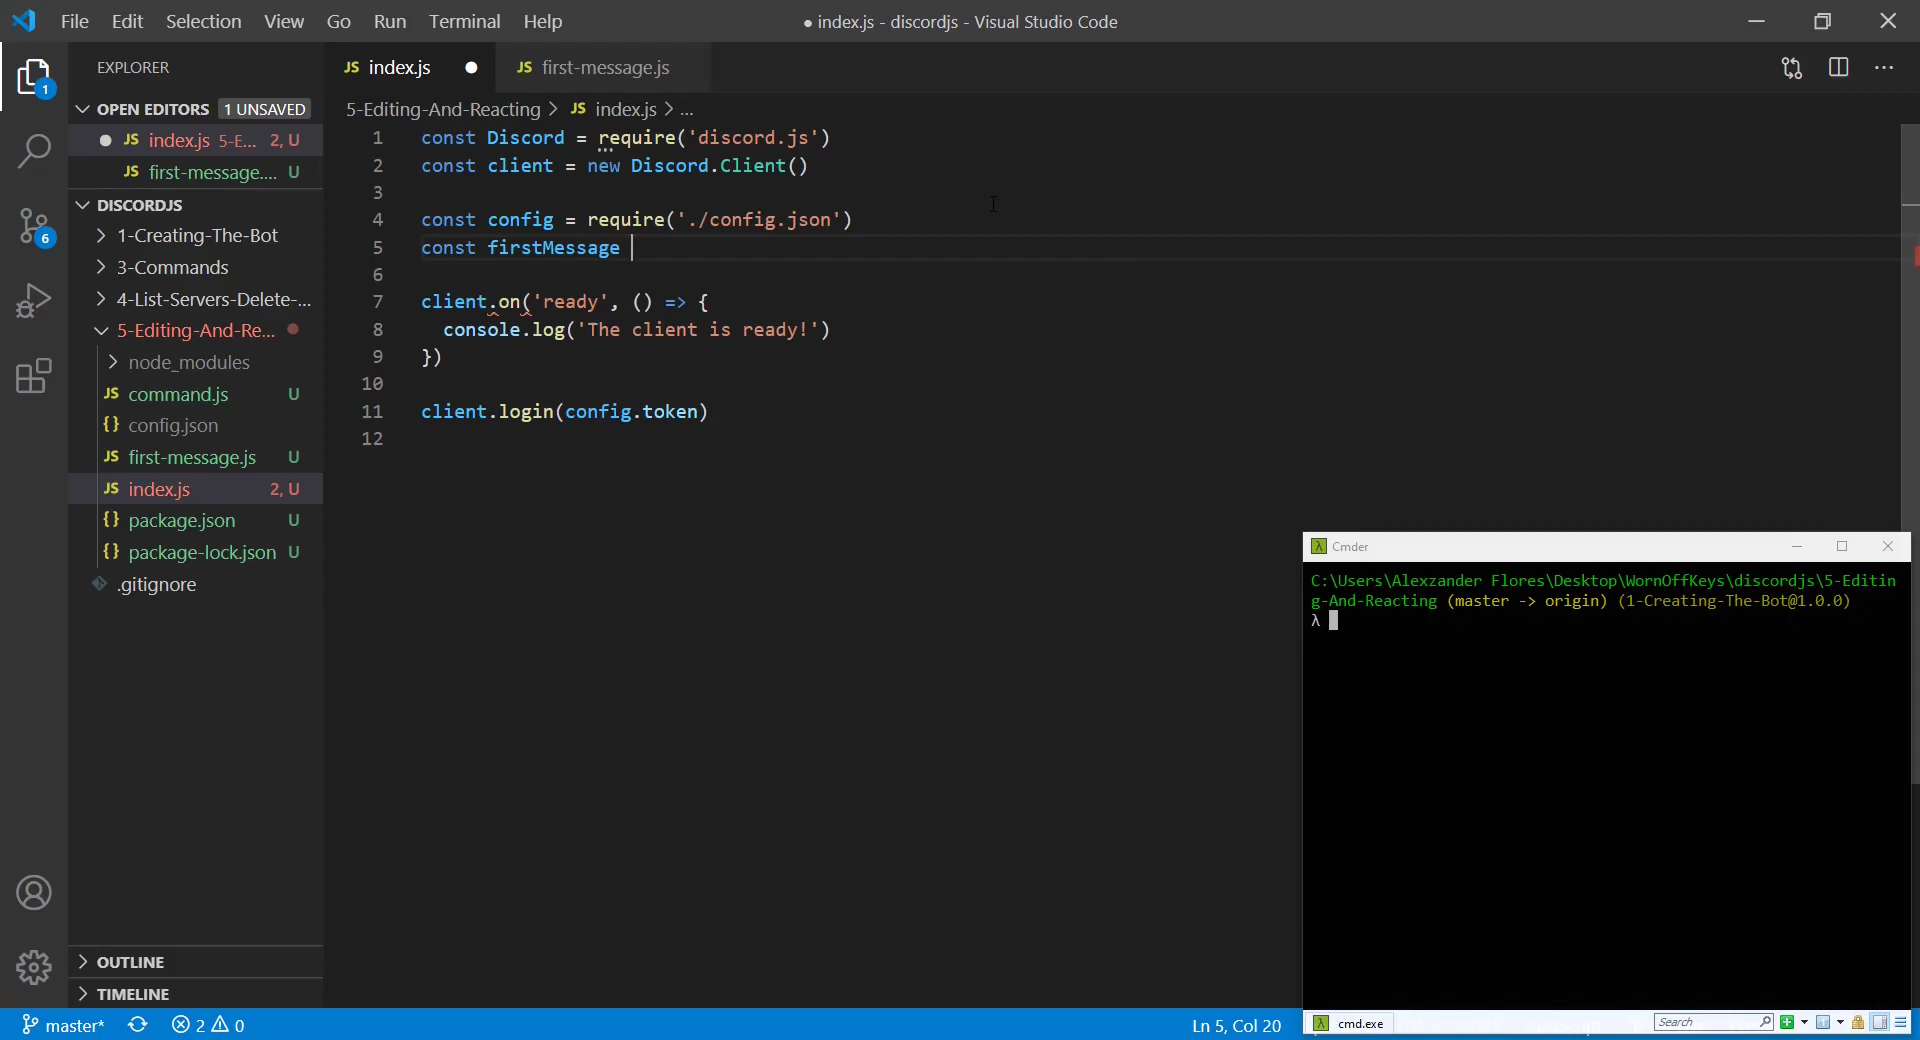 File Edit Selection View Go Run Terminal Help
● index.js - discordjs - Visual Studio Code
EXPLORER
OPEN EDITORS 1 UNSAVED
JS index.js 5-E... 2, U
JS first-message.... U
DISCORDJS
1-Creating-The-Bot
3-Commands
4-List-Servers-Delete-...
5-Editing-And-Re...
node_modules
JS command.js U
{} config.json
JS first-message.js U
JS index.js 2, U
{} package.json U
{} package-lock.json U
.gitignore
OUTLINE
TIMELINE
1
6
JS index.js
JS first-message.js
5-Editing-And-Reacting > JS index.js > ...
1 const Discord = require('discord.js')
2 const client = new Discord.Client()
3
4 const config = require('./config.json')
5 const firstMessage
6
7 client.on('ready', () => {
8 console.log('The client is ready!')
9 })
10
11 client.login(config.token)
12
λ Cmder
C:\Users\Alexzander Flores\Desktop\WornOffKeys\discordjs\5-Editin
g-And-Reacting (master -> origin) (1-Creating-The-Bot@1.0.0)
λ
λ cmd.exe
Search
master* 2 0
Ln 5, Col 20